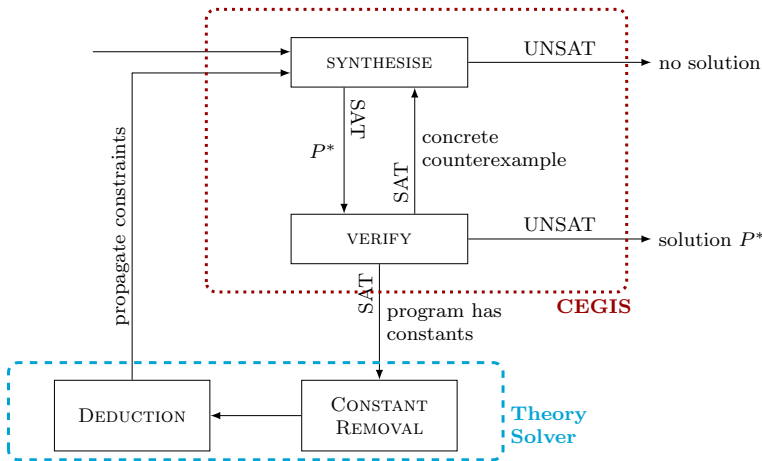 SYNTHESISE
UNSAT
no solution
SAT
P*
SAT
concrete
counterexample
propagate constraints
VERIFY
UNSAT
solution P*
SAT
program has
constants
CEGIS
DEDUCTION
CONSTANT
REMOVAL
Theory
Solver